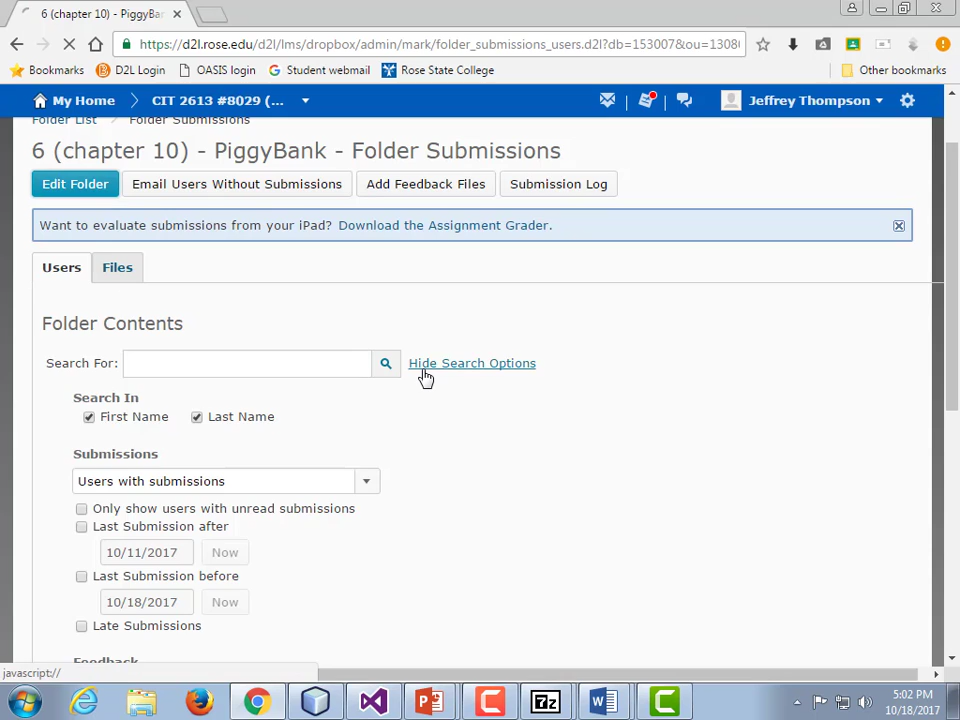 6 (chapter 10) - PiggyBank
https://d2l.rose.edu/d2l/lms/dropbox/admin/mark/folder_submissions_users.d2l?db=153007&ou=1308
Bookmarks D2L Login OASIS login Student webmail Rose State College Other bookmarks
My Home CIT 2613 #8029 (... Jeffrey Thompson
Folder List Folder Submissions
6 (chapter 10) - PiggyBank - Folder Submissions
Edit Folder Email Users Without Submissions Add Feedback Files Submission Log
Want to evaluate submissions from your iPad? Download the Assignment Grader.
Users Files
Folder Contents
Search For: Hide Search Options
Search In
First Name Last Name
Submissions
Users with submissions
Only show users with unread submissions
Last Submission after
10/11/2017 Now
Last Submission before
10/18/2017 Now
Late Submissions
Feedback
javascript://
5:02 PM
10/18/2017